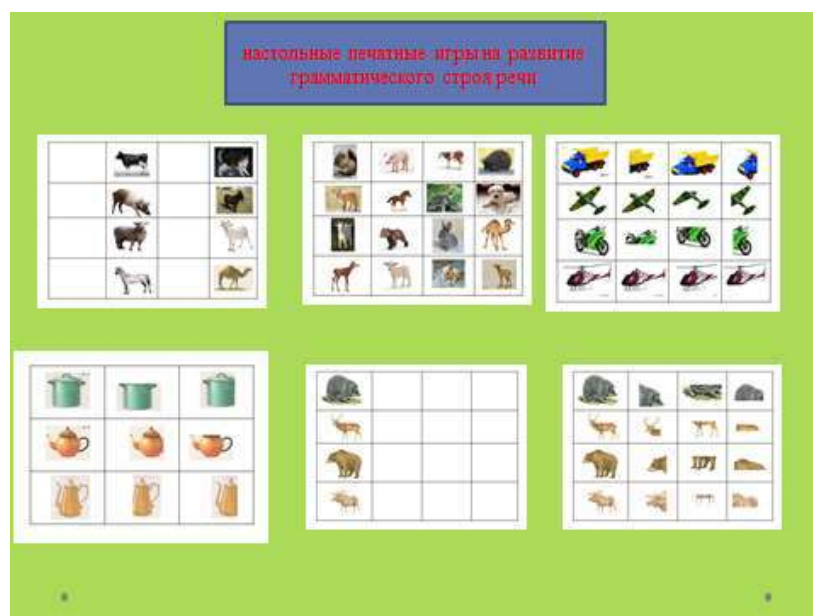 настольные печатные игры на развитие
грамматического строя речи